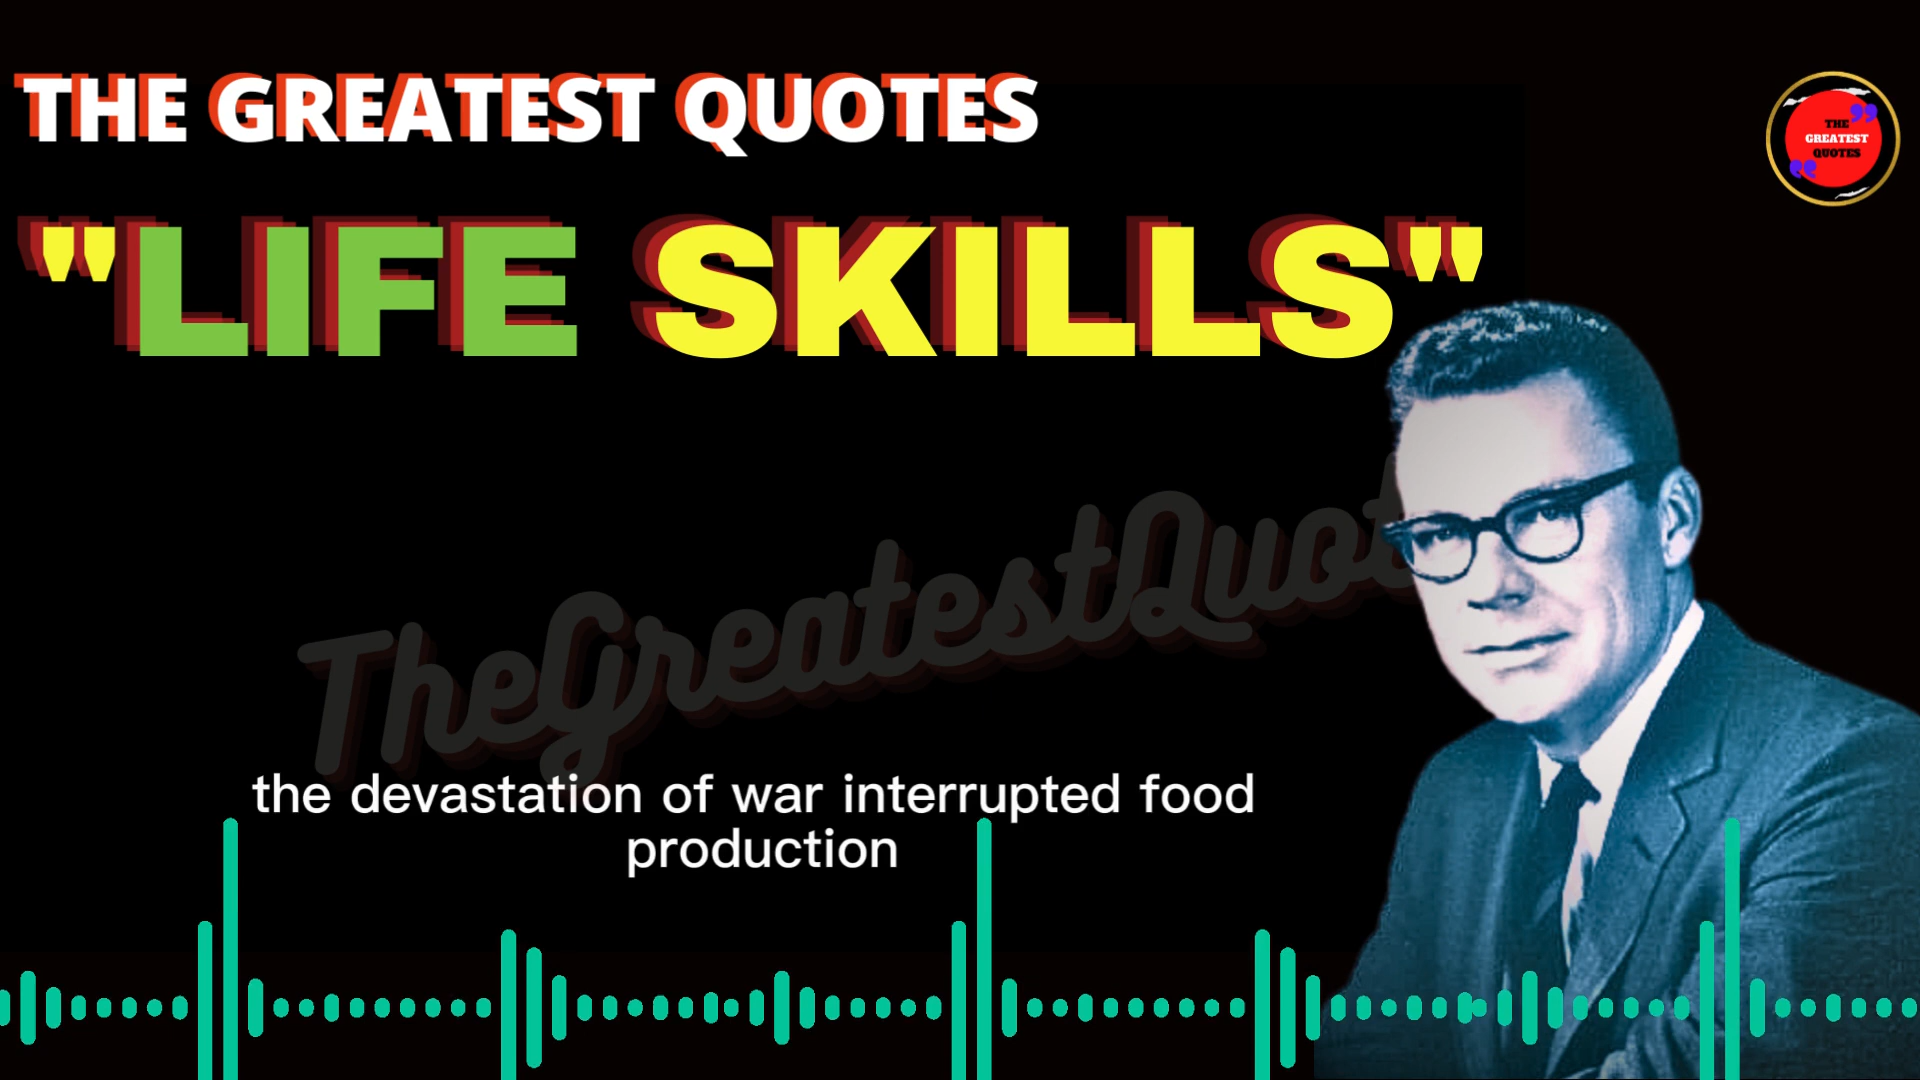 THE GREATEST QUOTES
THE
GREATEST
QUOTES
"LIFE SKILLS"
TheGreatestQuot
the devastation of war interrupted food
production